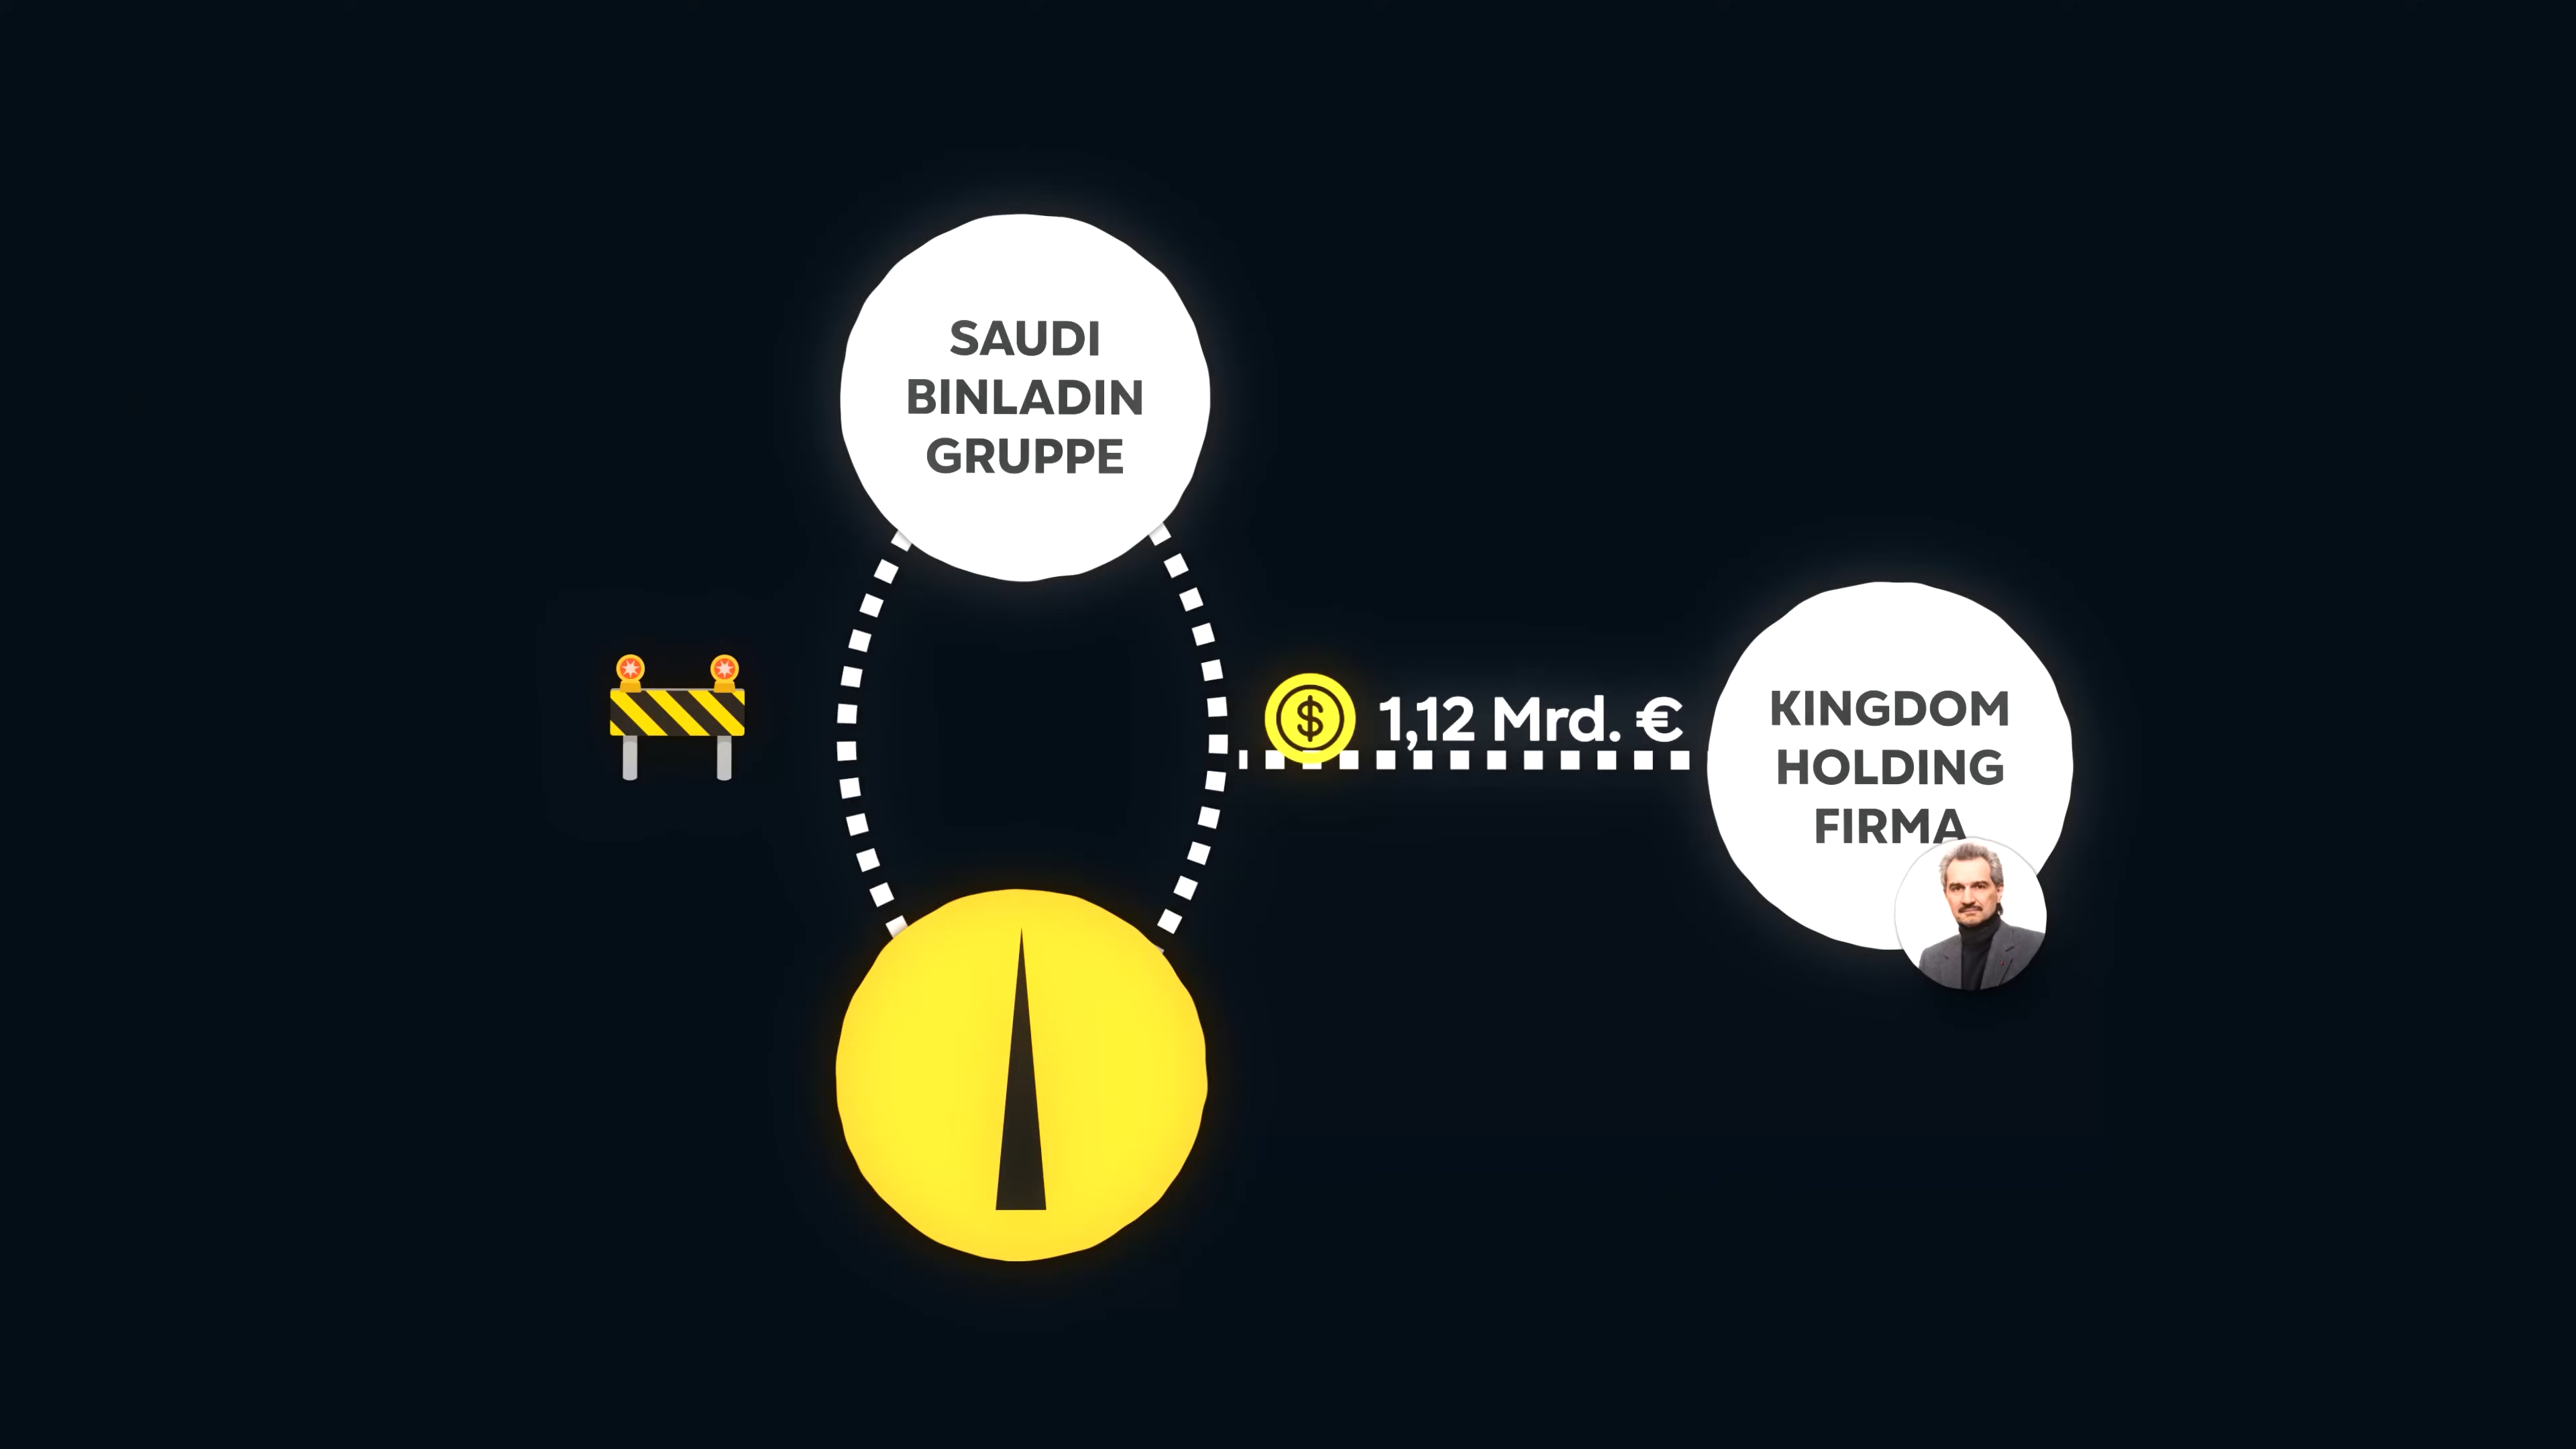 SAUDI
BINLADIN
GRUPPE
1,12 Mrd. €
KINGDOM
HOLDING
FIRMA